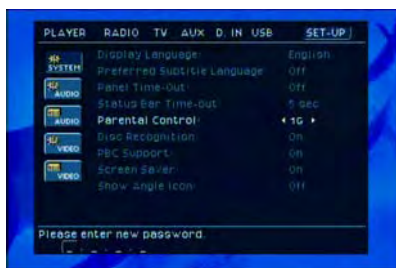 PLAYER RADIO TV AUX D. IN USB SET-UP
SYSTEM
AUDIO
AUDIO
VIDEO
VIDEO
Display Language: English
Preferred Subtitle Language Off
Panel Time-Out: Off
Status Bar Time-out: 5 sec
Parental Control: 16
Disc Recognition: On
PBC Support: On
Screen Saver: On
Show Angle Icon: Off
Please enter new password.